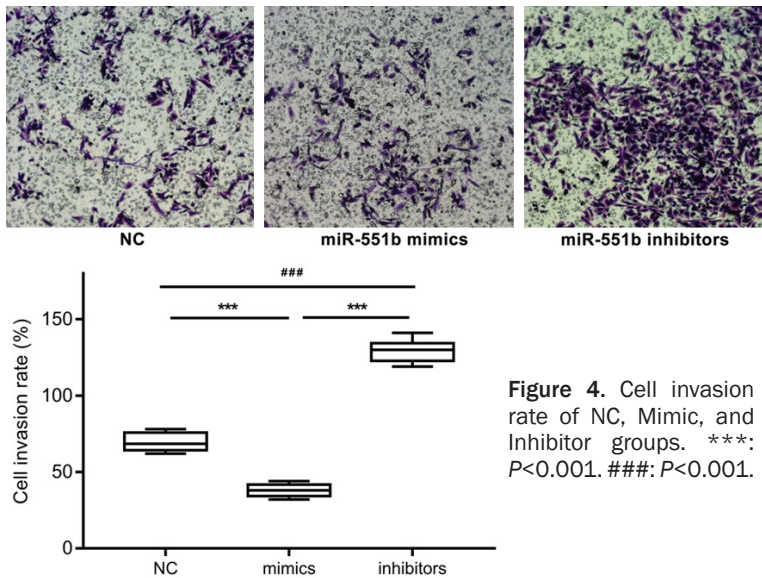 NC
miR-551b mimics
miR-551b inhibitors
###
***
***
150
100
50
0
Cell invasion rate (%)
NC
mimics
inhibitors
Figure 4. Cell invasion
rate of NC, Mimic, and
Inhibitor groups. ***:
P<0.001. ###: P<0.001.